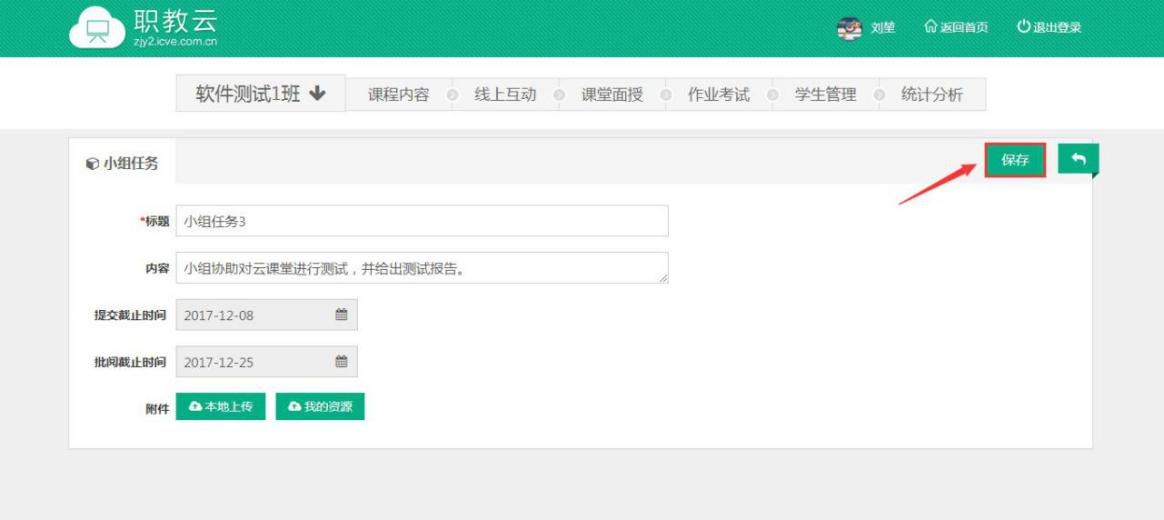 职教云
zjy2.icve.com.cn
刘堃 返回首页 退出登录
软件测试1班 课程内容 线上互动 课堂面授 作业考试 学生管理 统计分析
小组任务 保存
*标题 小组任务3
内容 小组协助对云课堂进行测试，并给出测试报告。
提交截止时间 2017-12-08
批阅截止时间 2017-12-25
附件 本地上传 我的资源